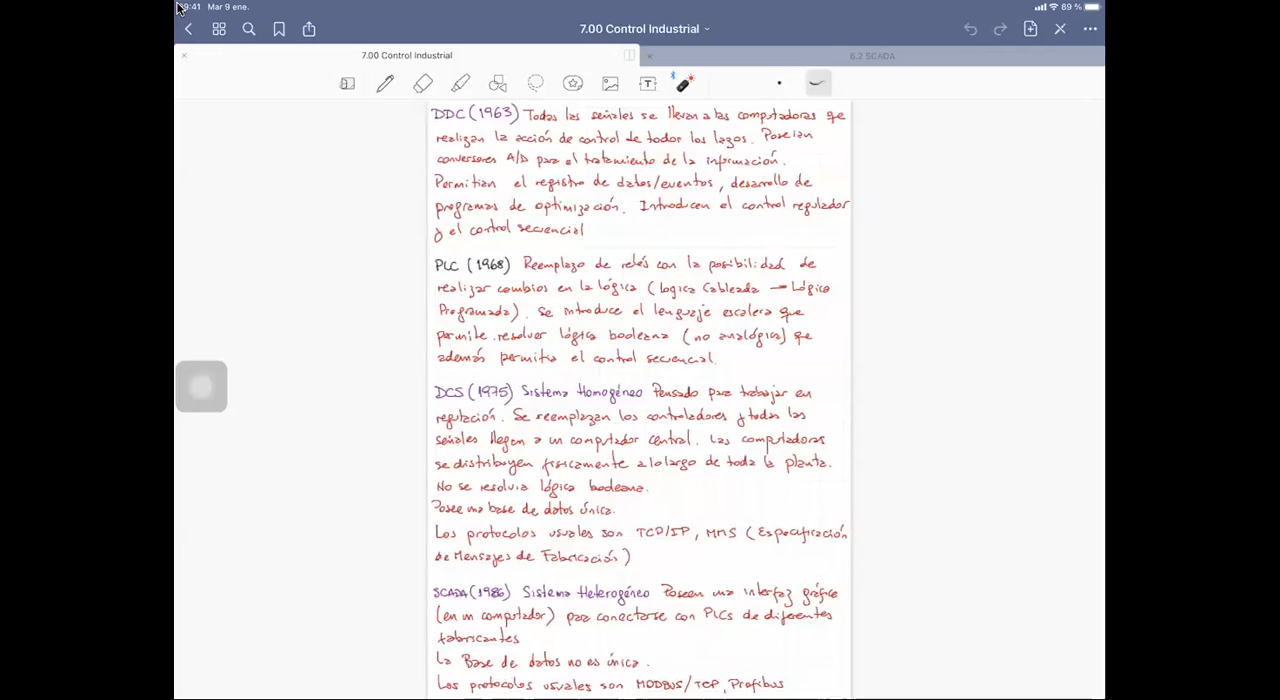 09:41 Mar 9 ene.
89 %
7.00 Control Industrial
7.00 Control Industrial
6.2 SCADA
DDC (1963) Todas las señales se llevan a las computadoras que
realizan la acción de control de todos los lazos. Poseían
conversores A/D para el tratamiento de la información.
Permitían el registro de datos/eventos, desarrollo de
programas de optimización. Introducen el control regulador
y el control secuencial
PLC (1968) Reemplazo de relés con la posibilidad de
realizar cambios en la lógica (Logica Cableada → Lógica
Programada). Se introduce el lenguaje escalera que
permite resolver lógica booleana (no analógica) que
además permitía el control secuencial.
DCS (1975) Sistema Homogéneo Pensado para trabajar en
regulación. Se reemplazan los controladores y todas las
señales llegan a un computador central. Las computadoras
se distribuyen físicamente a lo largo de toda la planta.
No se resolvía lógica booleana.
Posee una base de datos única.
Los protocolos usuales son TCP/IP, MMS (Especificación
de Mensajes de Fabricación)
SCADA (1986) Sistema Heterogéneo Poseen una interfaz gráfica
(en un computador) para conectarse con PLCs de diferentes
fabricantes
La Base de datos no es única.
Los protocolos usuales son MODBUS/TCP, Profibus